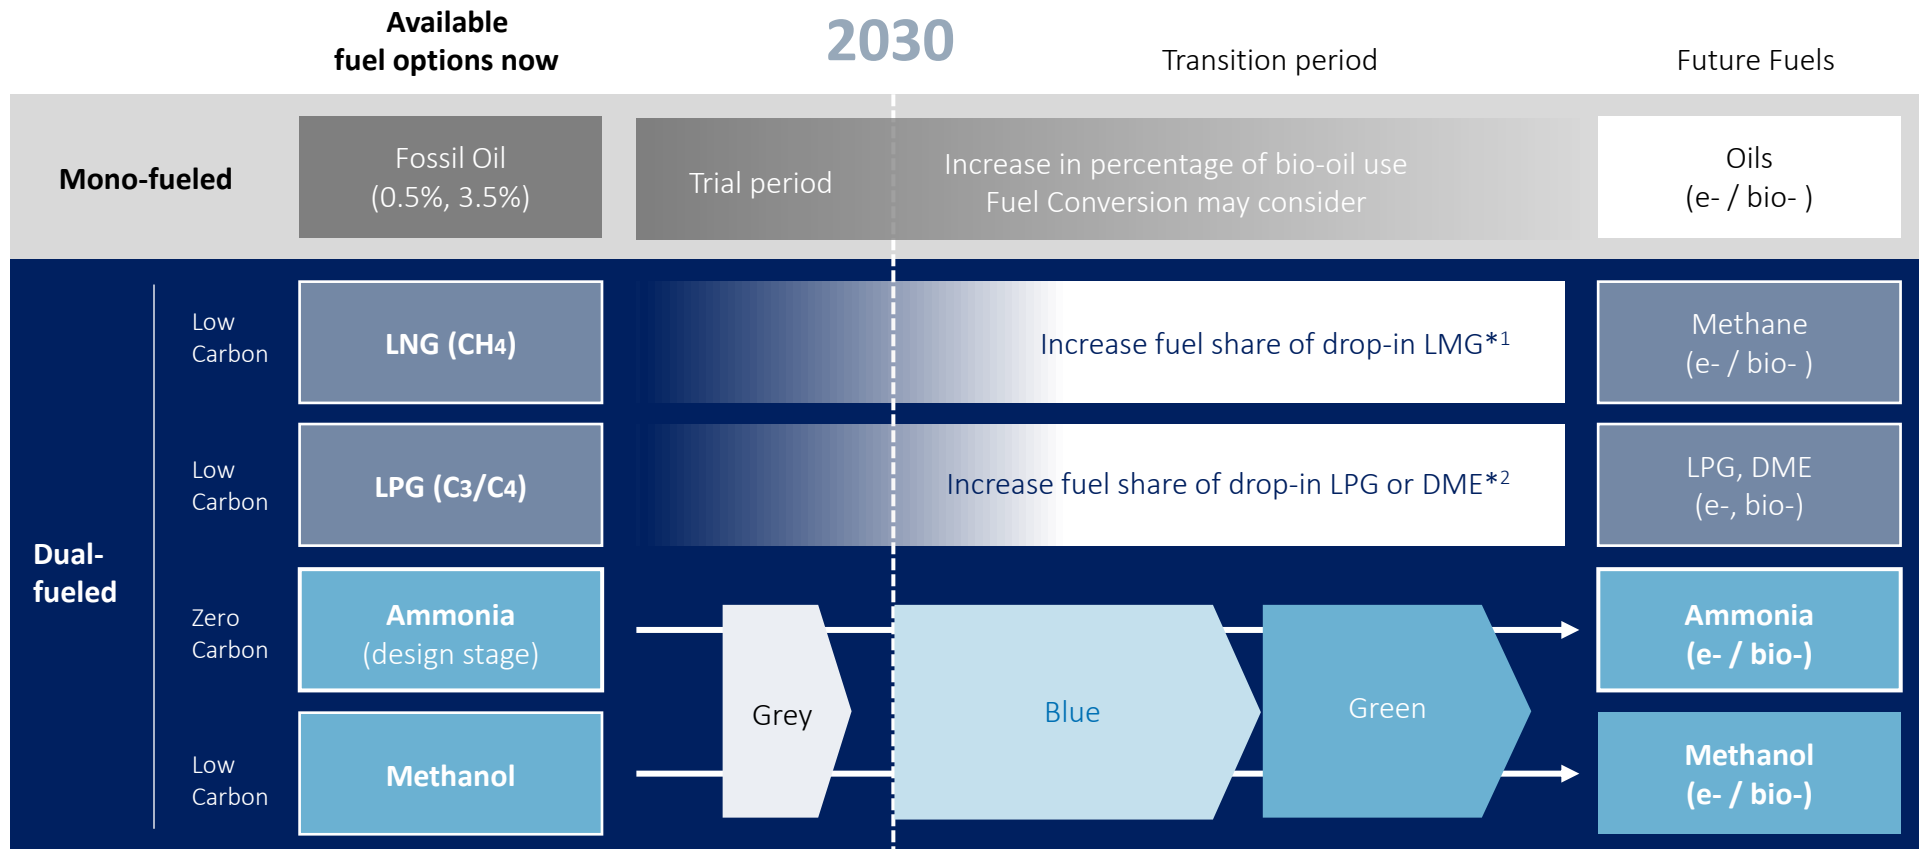 Available
fuel options now
2030
Transition period
Future Fuels
Mono-fueled
Fossil Oil
(0.5%, 3.5%)
Trial period
Increase in percentage of bio-oil use
Fuel Conversion may consider
Oils
(e- / bio- )
Dual-
fueled
Low
Carbon
LNG (CH4)
Increase fuel share of drop-in LMG*1
Methane
(e- / bio- )
Low
Carbon
LPG (C3/C4)
Increase fuel share of drop-in LPG or DME*2
LPG, DME
(e-, bio-)
Zero
Carbon
Ammonia
(design stage)
Ammonia
(e- / bio-)
Grey
Blue
Green
Low
Carbon
Methanol
Methanol
(e- / bio-)